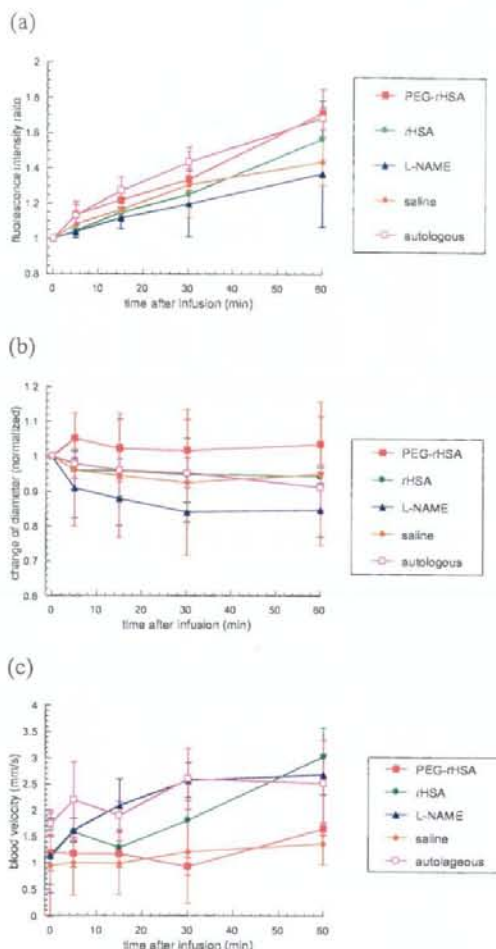 (a)
fluorescence intensity ratio
2
1.8
1.6
1.4
1.2
1
0.8
0
10
20
30
40
50
60
time after infusion (min)
PEG-rHSA
rHSA
L-NAME
saline
autologous
(b)
change of diameter (normalized)
1.2
1.1
1
0.9
0.8
0.7
0.6
0
10
20
30
40
50
60
time after infusion (min)
PEG-rHSA
rHSA
L-NAME
saline
autologous
(c)
blood velocity (mm/s)
4
3.5
3
2.5
2
1.5
1
0.5
0
0
10
20
30
40
50
60
time after infusion (min)
PEG-rHSA
rHSA
L-NAME
saline
autolageous